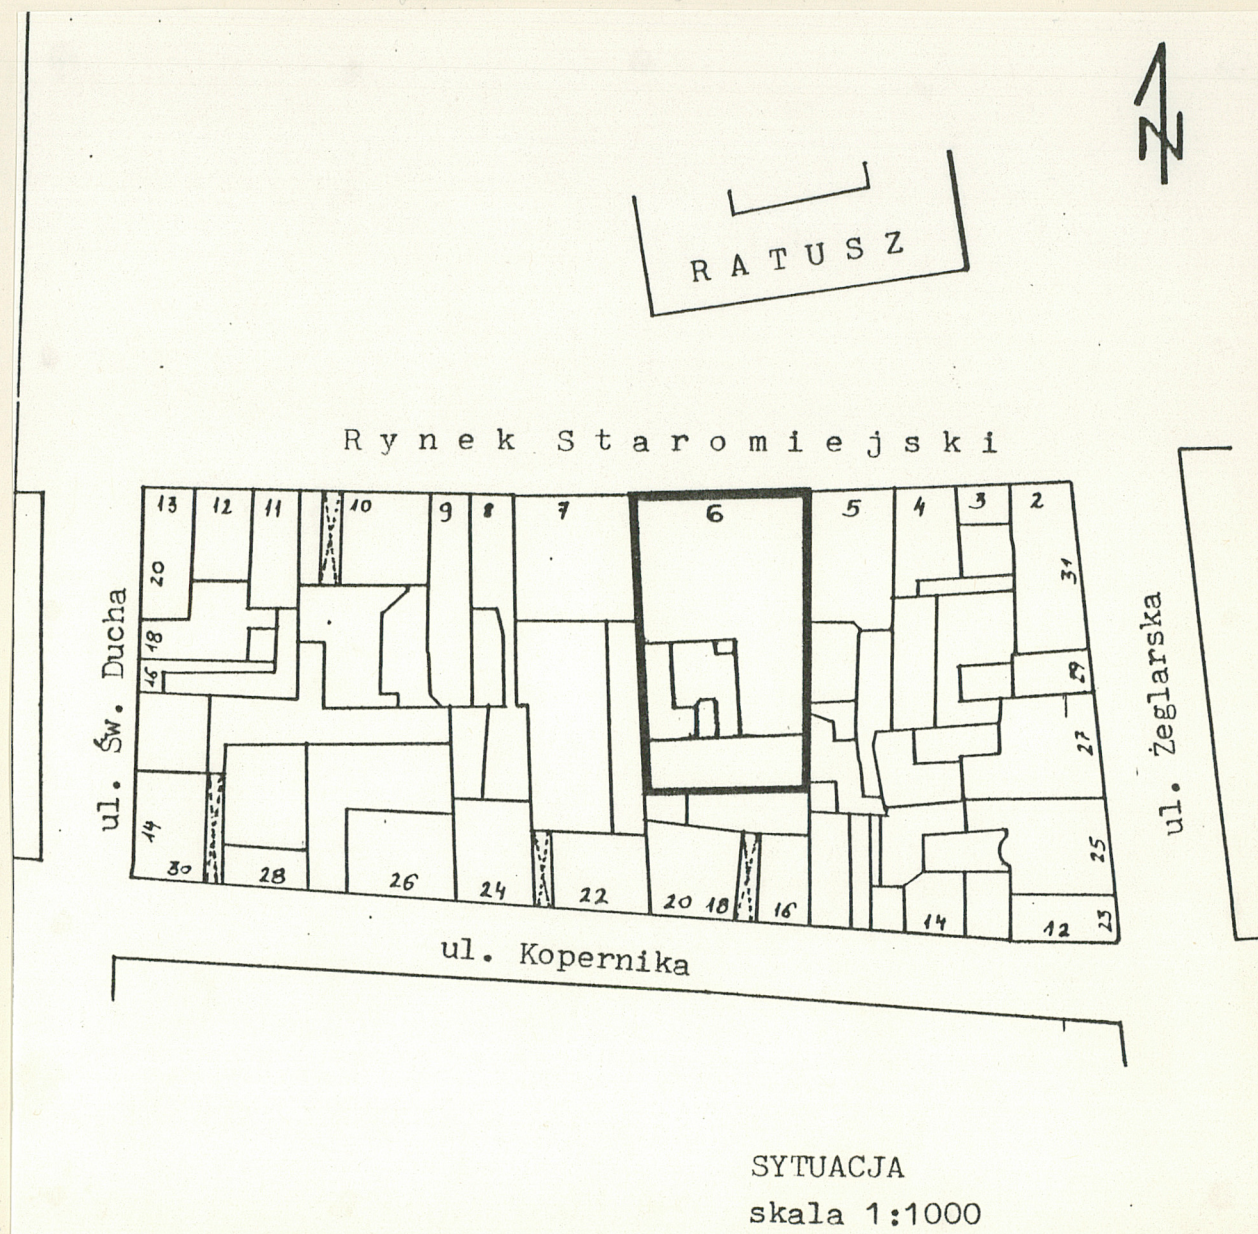 N
RATUSZ
Rynek Staromiejski
13 12 11 10 9 8 7 6 5 4 3 2
20
31
18
16
29
27
14
25
30 28 26 24 22 20 18 16 14 12 23
ul. Św. Ducha
ul. Żeglarska
ul. Kopernika
SYTUACJA
skala 1:1000